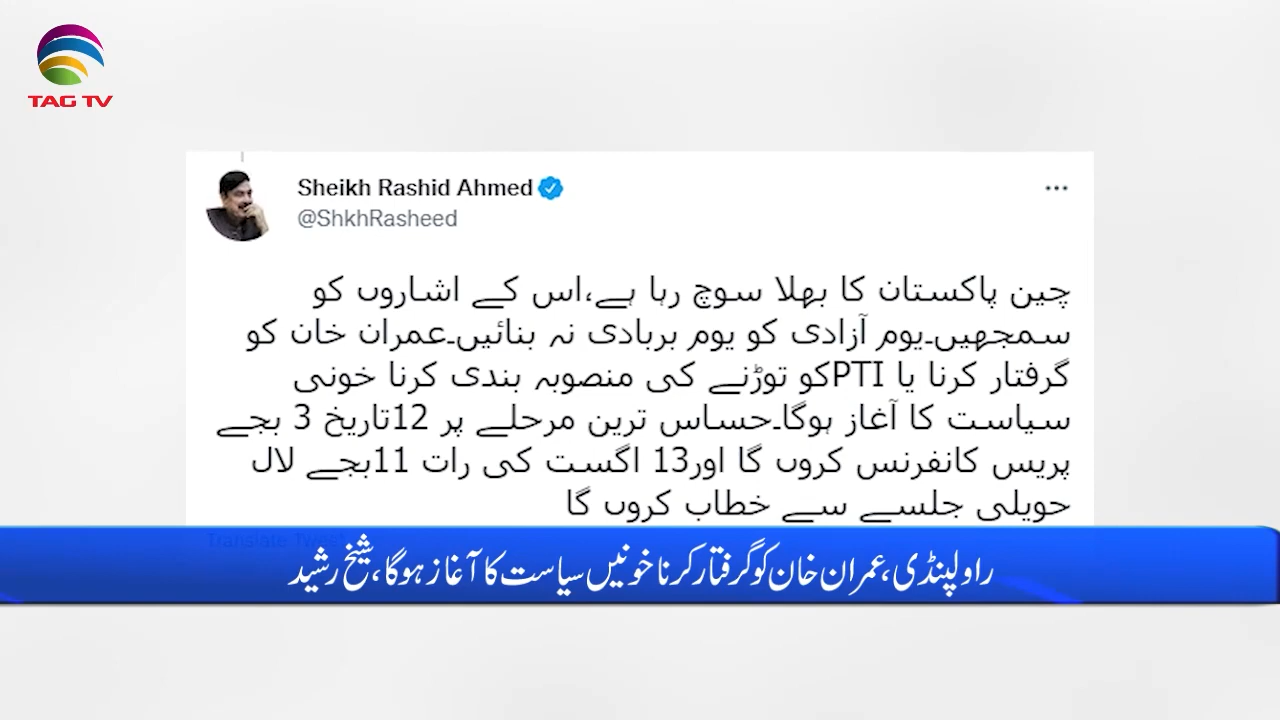 TAG TV
Sheikh Rashid Ahmed
@ShkhRasheed
چین پاکستان کا بھلا سوچ رہا ہے،اس کے اشاروں کو
سمجھیں۔یوم آزادی کو یوم بربادی نہ بنائیں۔عمران خان کو
گرفتار کرنا یا PTIکو توڑنے کی منصوبہ بندی کرنا خونی
سیاست کا آغاز ہوگا۔حساس ترین مرحلے پر 12تاریخ 3 بجے
پریس کانفرنس کروں گا اور13 اگست کی رات 11بجے لال
حویلی جلسے سے خطاب کروں گا
Translate Tweet
راولپنڈی، عمران خان کو گرفتار کرنا خونیں سیاست کا آغاز ہوگا، شیخ رشید